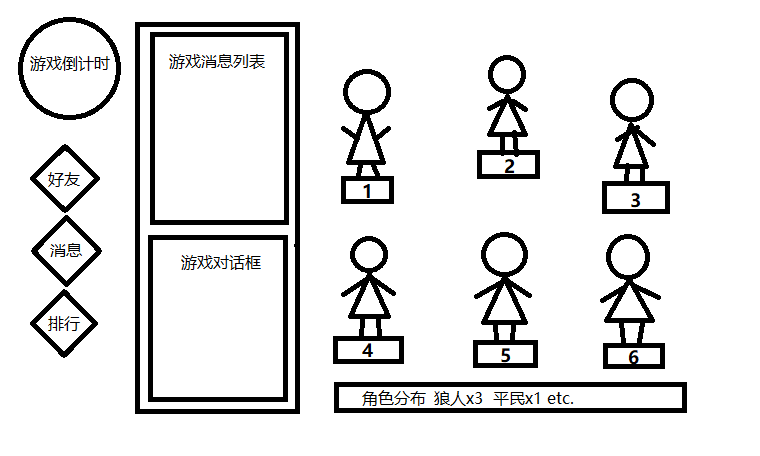 游戏倒计时
好友
消息
排行
游戏消息列表
游戏对话框
1
2
3
4
5
6
角色分布 狼人x3 平民x1 etc.